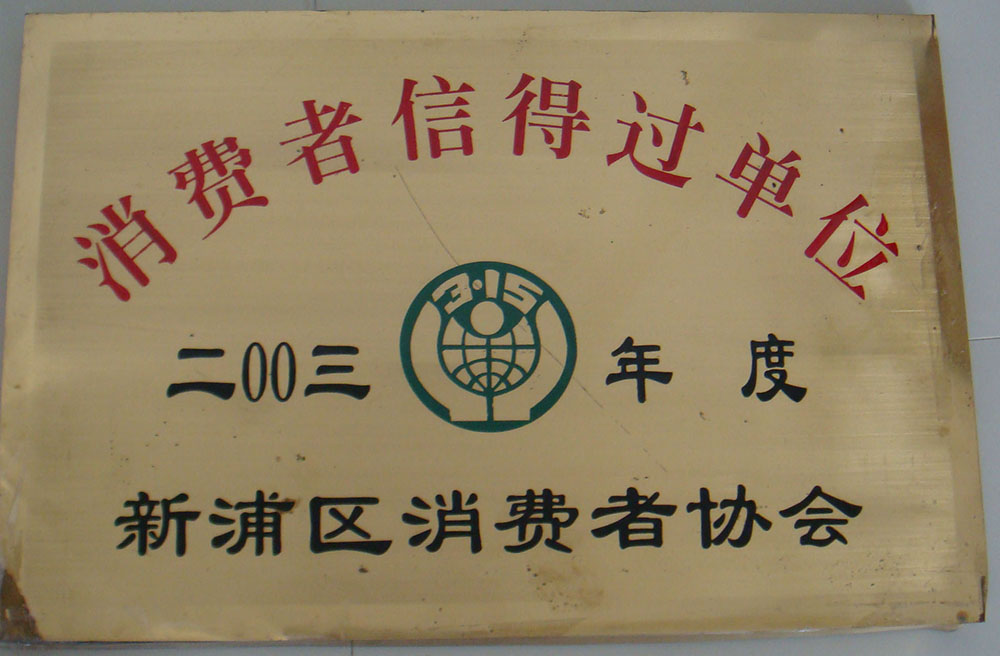 消费者信得过单位
3·15
二00三 年 度
新浦区消费者协会